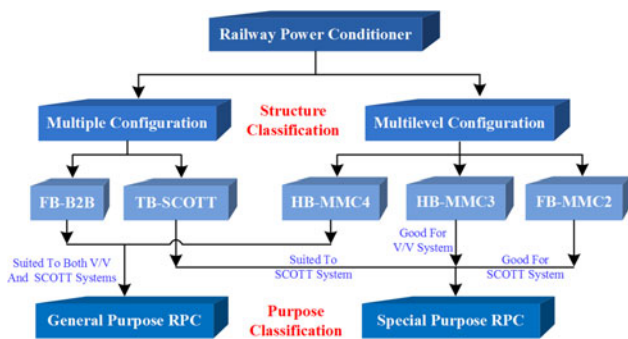 Railway Power Conditioner
Structure
Classification
Multiple Configuration
Multilevel Configuration
FB-B2B
TB-SCOTT
HB-MMC4
HB-MMC3
FB-MMC2
Good For
V/V System
Suited To Both V/V
And SCOTT Systems
Suited To
SCOTT System
Good For
SCOTT System
General Purpose RPC
Purpose
Classification
Special Purpose RPC